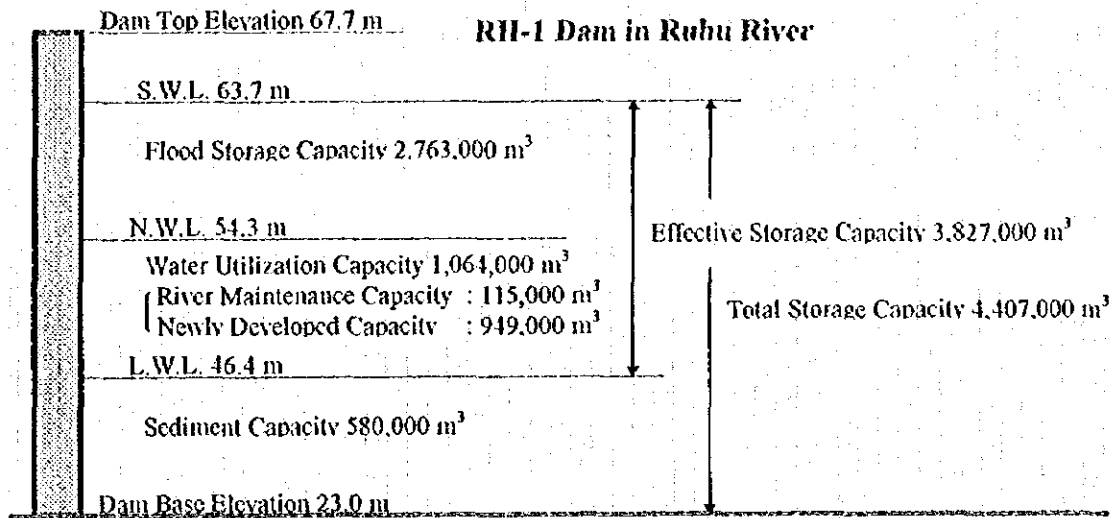 Dam Top Elevation 67.7 m
RH-1 Dam in Ruhu River
S.W.L. 63.7 m
Flood Storage Capacity 2,763,000 m³
N.W.L. 54.3 m
Effective Storage Capacity 3,827,000 m³
Water Utilization Capacity 1,064,000 m³
River Maintenance Capacity : 115,000 m³
Total Storage Capacity 4,407,000 m³
Newly Developed Capacity : 949,000 m³
L.W.L. 46.4 m
Sediment Capacity 580,000 m³
Dam Base Elevation 23.0 m